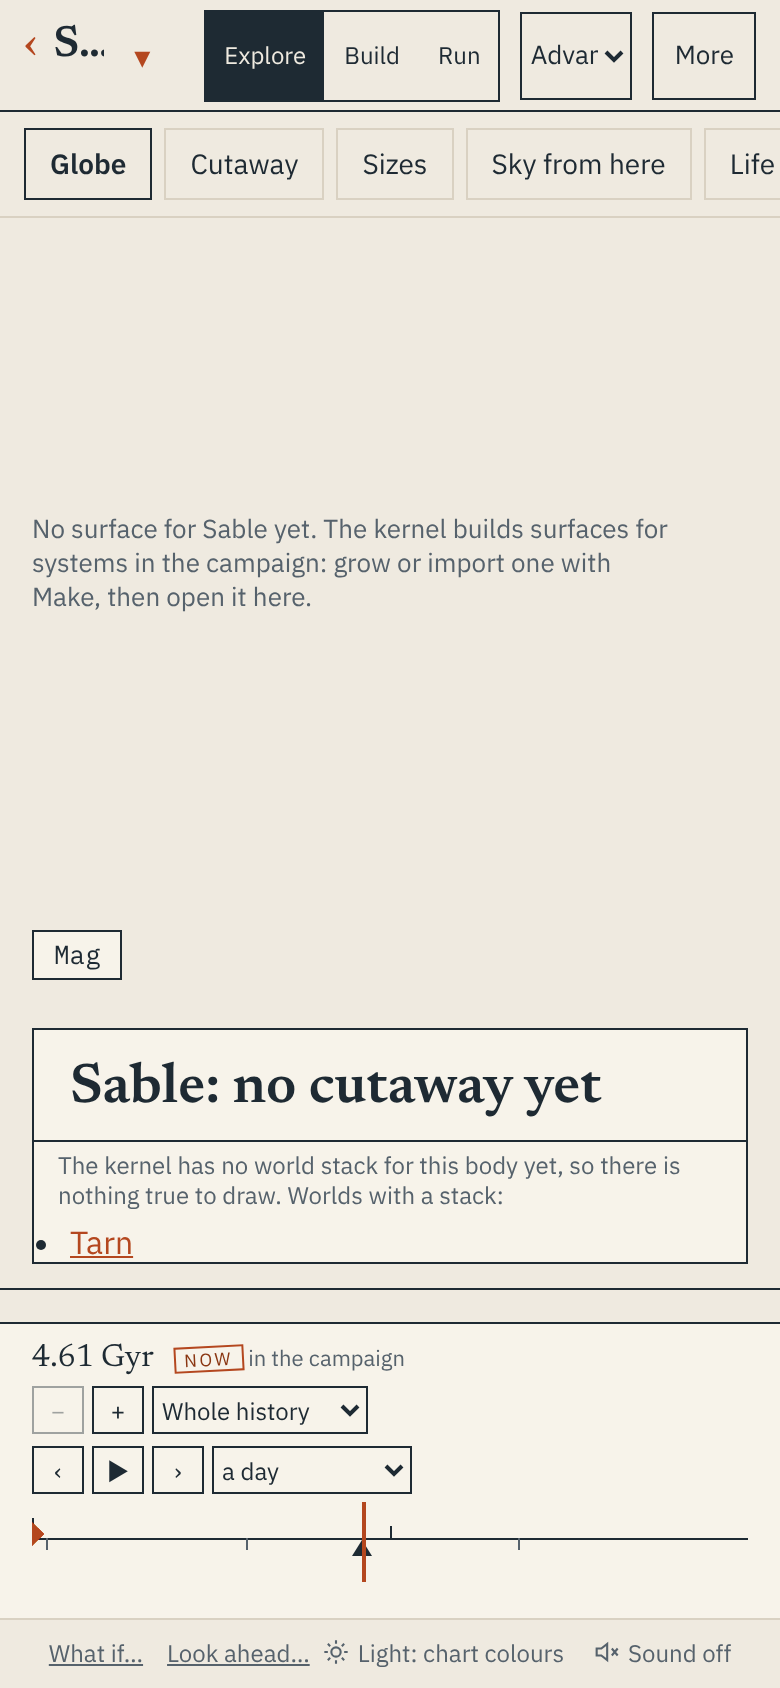 ‹ S... ▼ Explore Build Run Advar More
Globe Cutaway Sizes Sky from here Life
No surface for Sable yet. The kernel builds surfaces for
systems in the campaign: grow or import one with
Make, then open it here.
Mag
Sable: no cutaway yet
The kernel has no world stack for this body yet, so there is
nothing true to draw. Worlds with a stack:
• Tarn
4.61 Gyr NOW in the campaign
− + Whole history
‹ ▶ › a day
What if... Look ahead... Light: chart colours Sound off